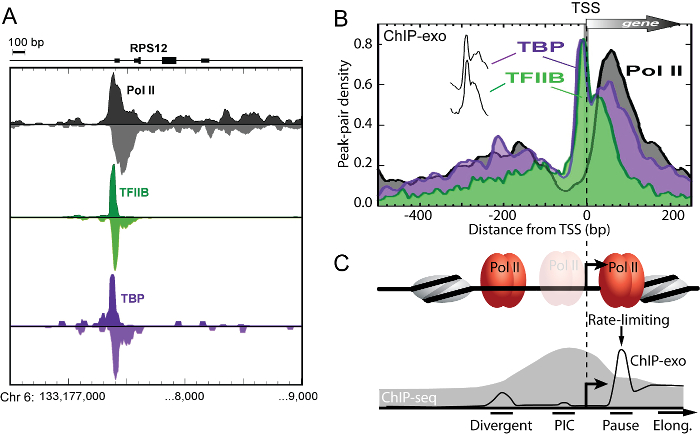 A
100 bp
RPS12
Pol II
TFIIB
TBP
Chr 6: 133,177,000 ...8,000 ...9,000
B
TSS
gene
ChIP-exo
TBP
TFIIB
Pol II
Peak-pair density
0.8
0.6
0.4
0.2
0.0
-400 -200 0 200
Distance from TSS (bp)
C
Pol II Pol II Pol II
Rate-limiting
ChIP-exo
ChIP-seq
Divergent PIC Pause Elong.